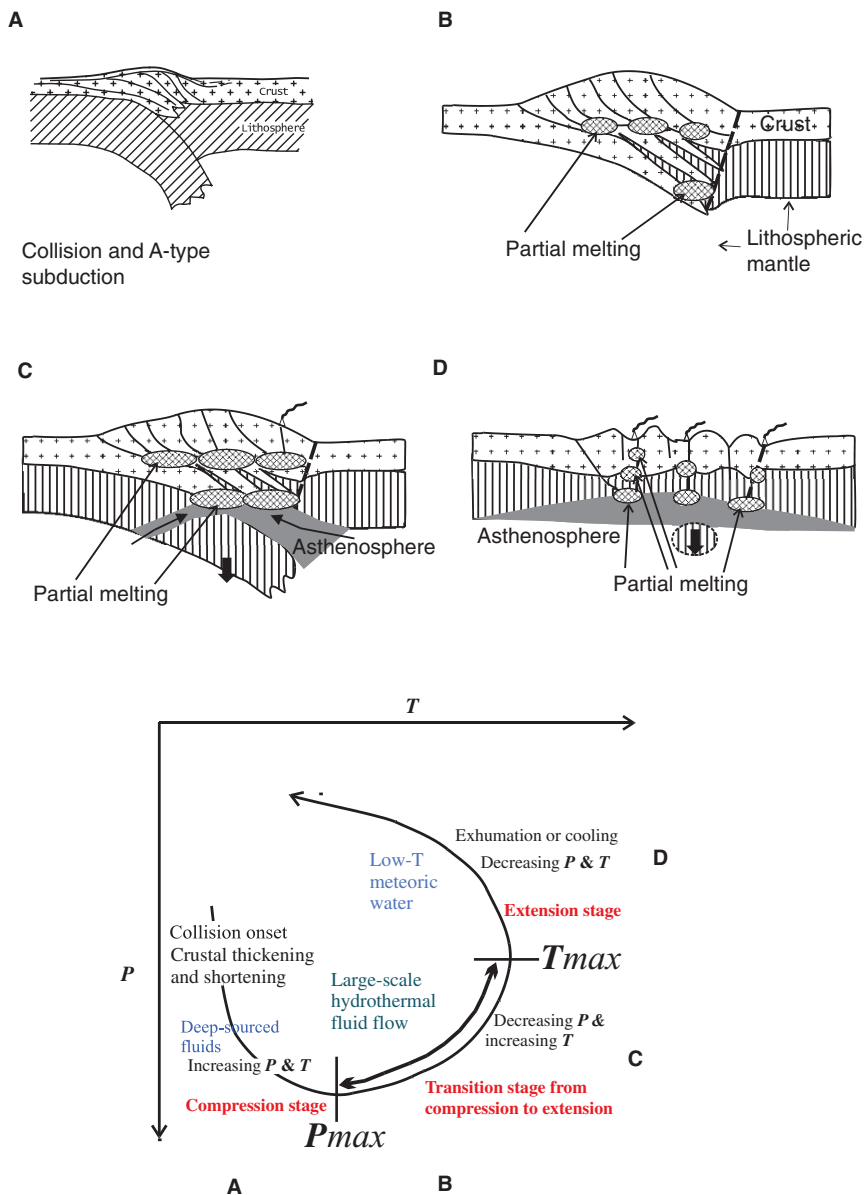 A
Crust
Lithosphere
Collision and A-type
subduction
B
Crust
Partial melting
Lithospheric
mantle
C
Asthenosphere
Partial melting
D
Asthenosphere
Partial melting
T
P
Exhumation or cooling
Decreasing P & T
D
Low-T
meteoric
water
Extension stage
Collision onset
Crustal thickening
and shortening
Tmax
Large-scale
hydrothermal
fluid flow
Decreasing P &
increasing T
Deep-sourced
fluids
Increasing P & T
C
Compression stage
Transition stage from
compression to extension
Pmax
A
B